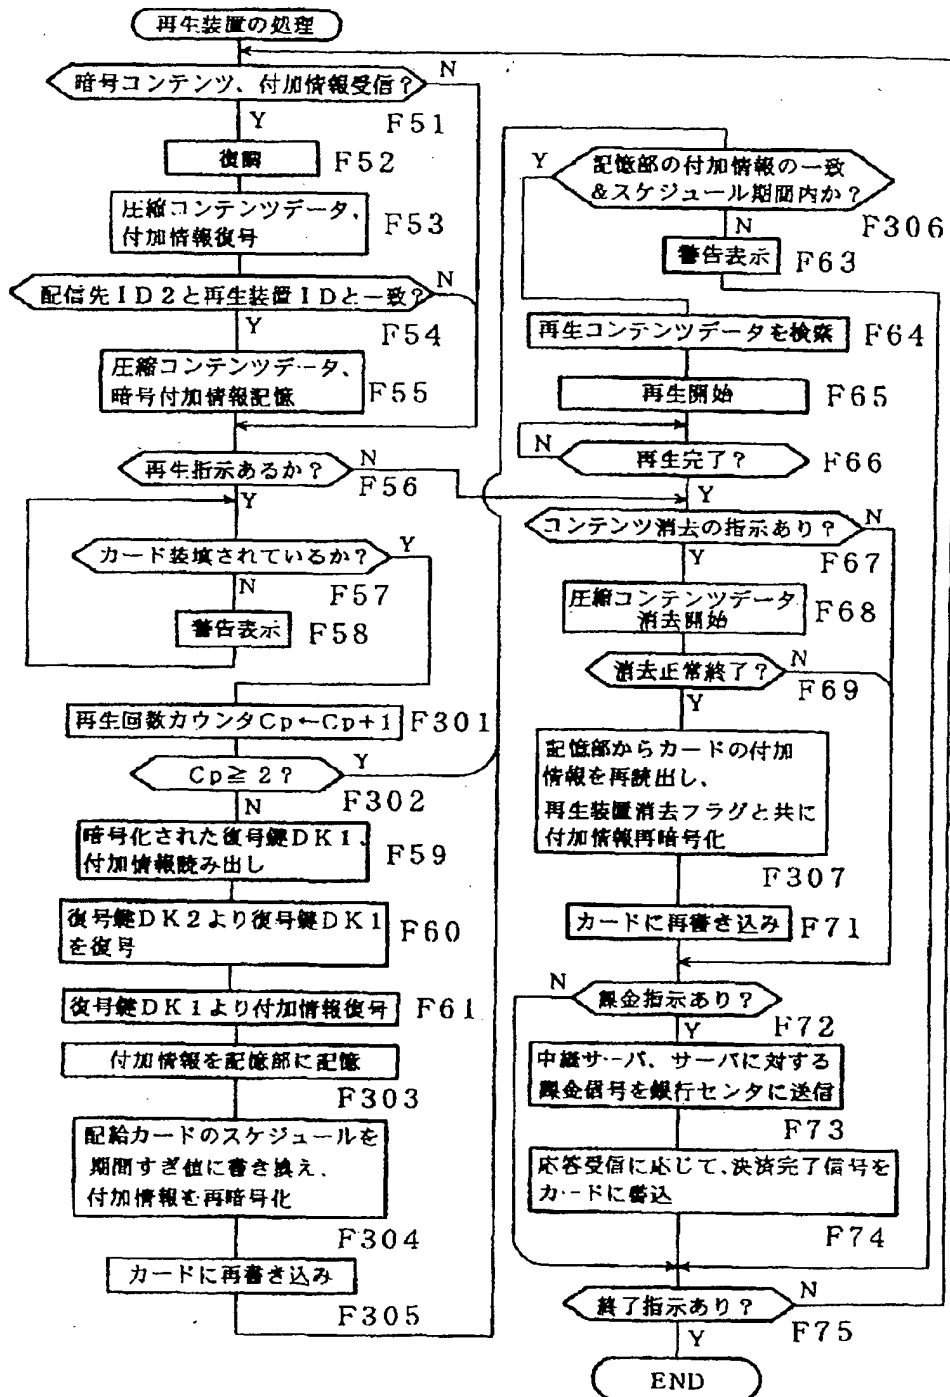 再生装置の処理
暗号コンテンツ、付加情報受信?
N
Y
F51
復調
F52
圧縮コンテンツデータ、
付加情報復号
F53
配信先ID2と再生装置IDと一致?
N
Y
F54
圧縮コンテンツデータ、
暗号付加情報記憶
F55
再生指示あるか?
N
Y
F56
カード装填されているか?
Y
N
F57
警告表示
F58
再生回数カウンタCp←Cp+1
F301
Cp≧2?
Y
N
F302
暗号化された復号鍵DK1、
付加情報読み出し
F59
復号鍵DK2より復号鍵DK1
を復号
F60
復号鍵DK1より付加情報復号
F61
付加情報を記憶部に記憶
F303
配給カードのスケジュールを
期間すぎ値に書き換え、
付加情報を再暗号化
F304
カードに再書き込み
F305
記憶部の付加情報の一致
&スケジュール期間内か?
Y
N
F306
警告表示
F63
再生コンテンツデータを検索
F64
再生開始
F65
再生完了?
N
F66
Y
コンテンツ消去の指示あり?
N
Y
F67
圧縮コンテンツデータ
消去開始
F68
消去正常終了?
N
F69
Y
記憶部からカードの付加
情報を再読出し、
再生装置消去フラグと共に
付加情報再暗号化
F307
カードに再書き込み
F71
課金指示あり?
N
Y
F72
中継サーバ、サーバに対する
課金信号を銀行センタに送信
F73
応答受信に応じて、決済完了信号を
カードに書込
F74
終了指示あり?
N
F75
Y
END